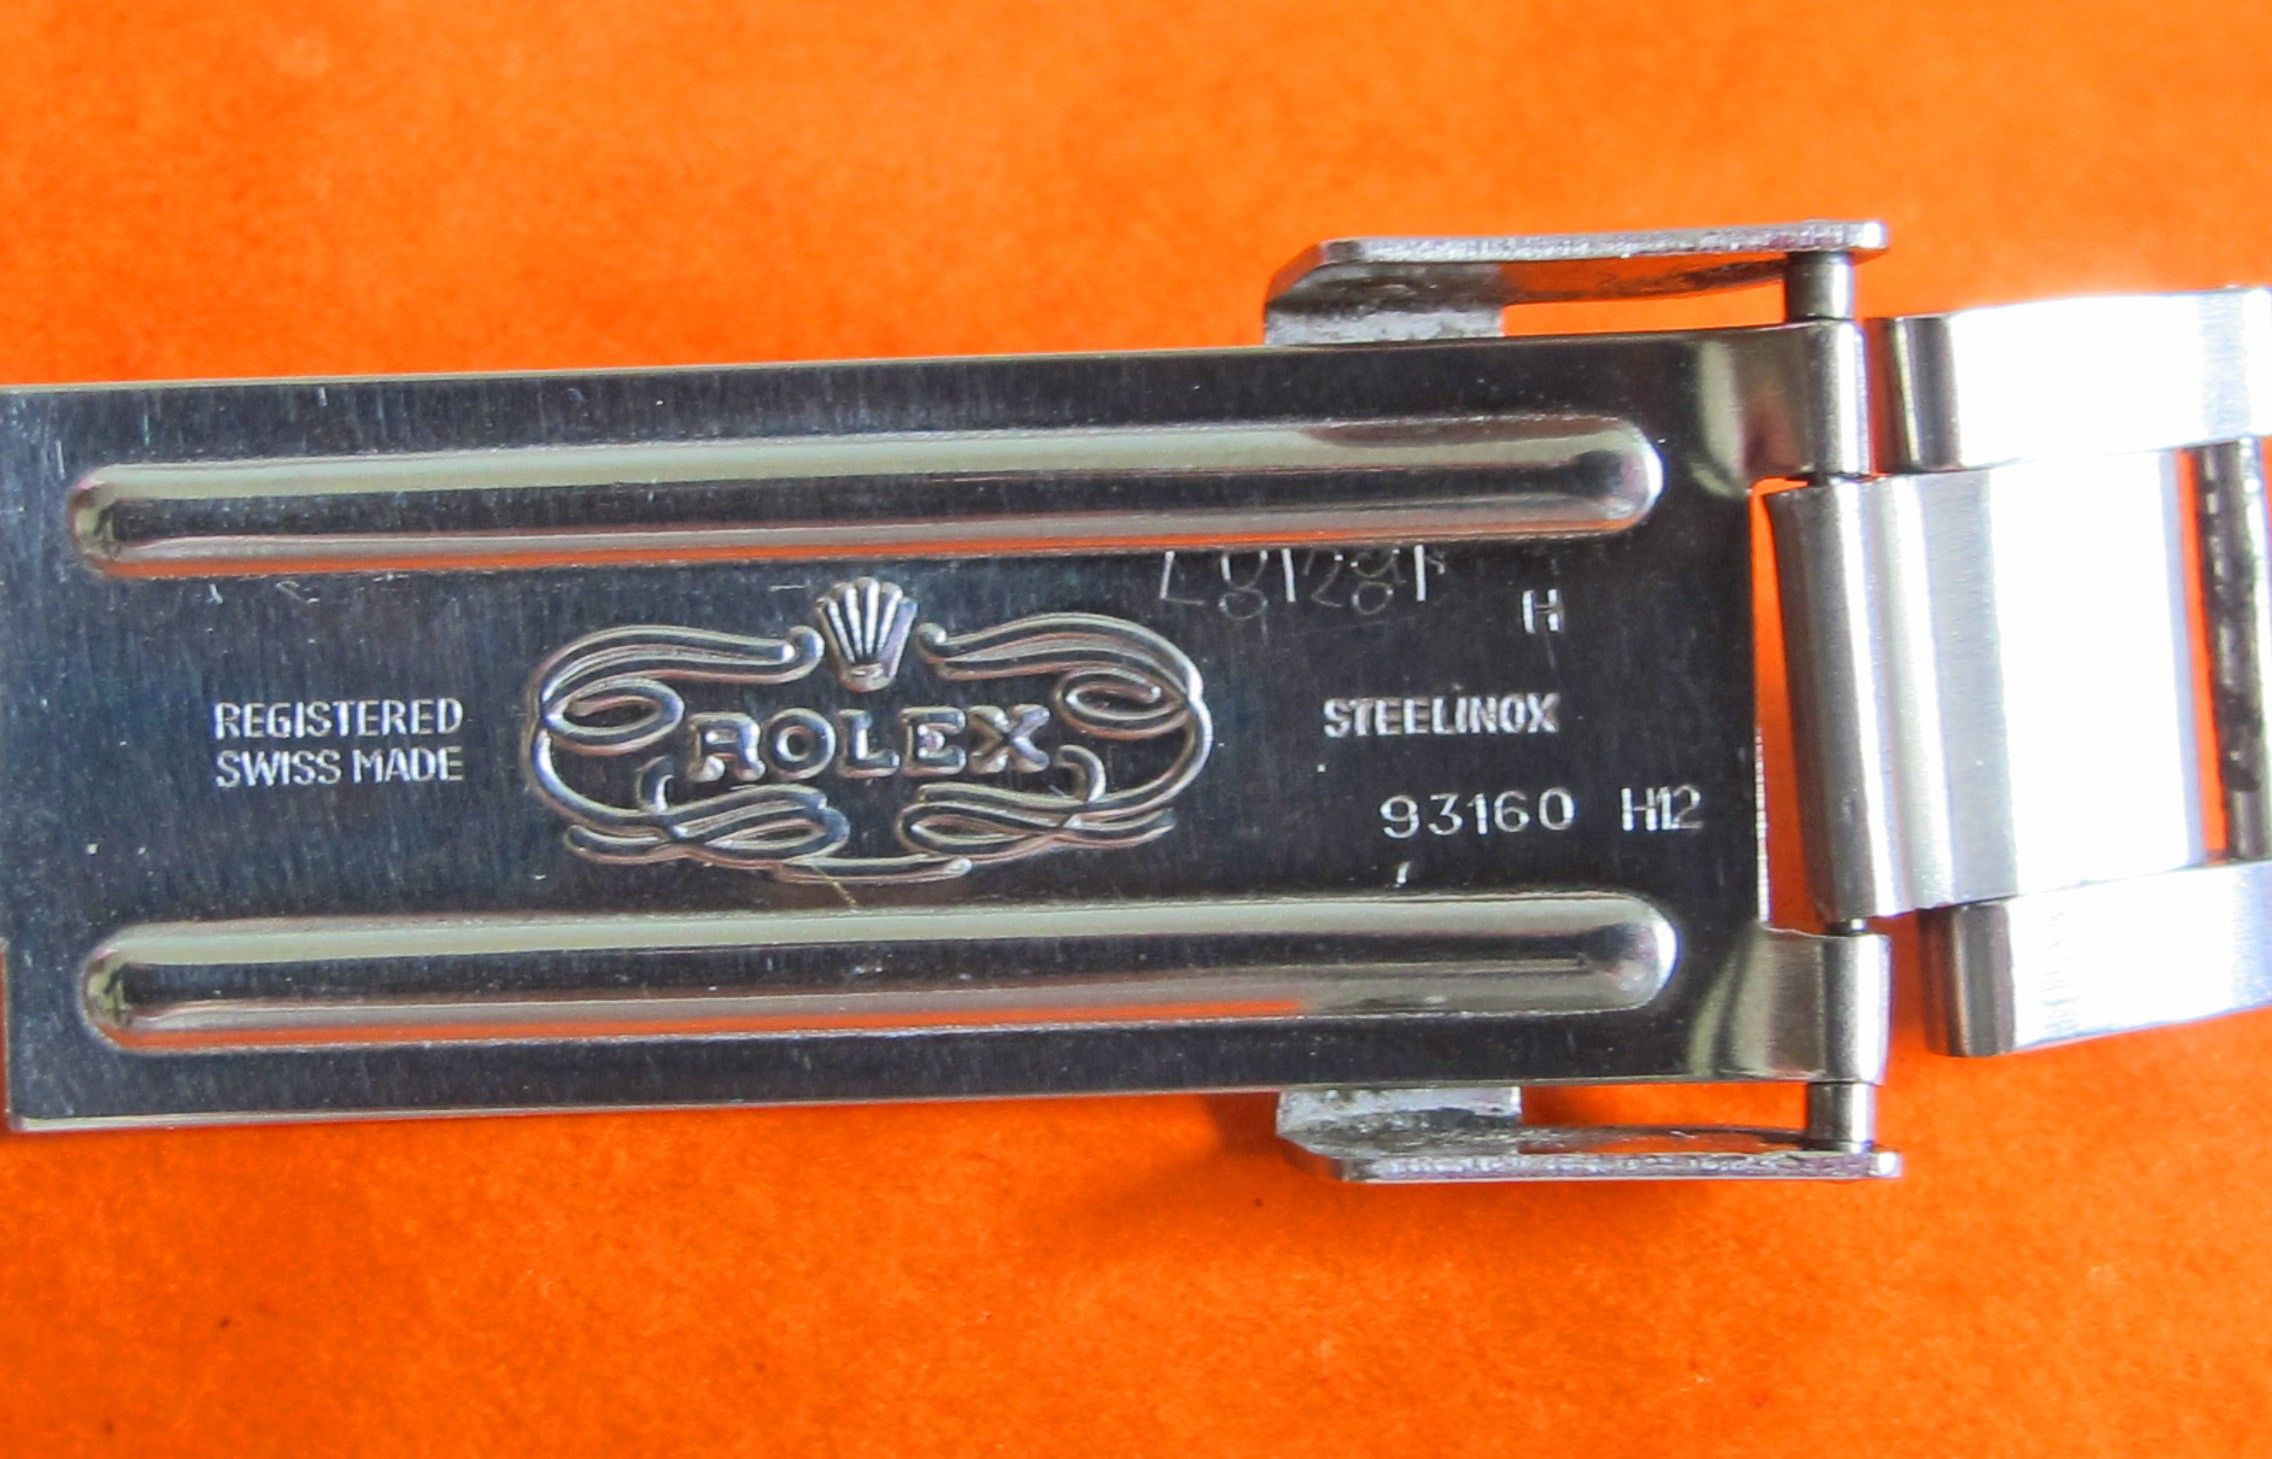 H
REGISTERED
SWISS MADE
ROLEX
STEELINOX
93160 H12